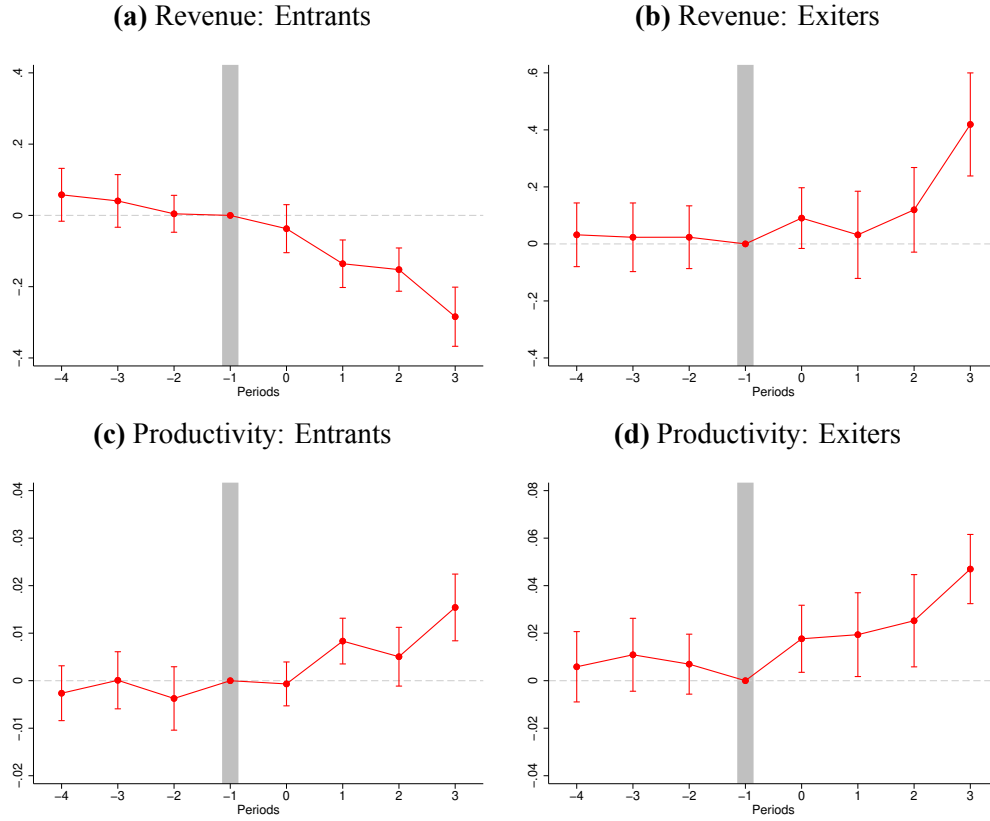 (a) Revenue: Entrants
.4
.2
0
-.2
-.4
-4 -3 -2 -1 0 1 2 3
Periods
(b) Revenue: Exiters
.6
.4
.2
0
-.2
-.4
-4 -3 -2 -1 0 1 2 3
Periods
(c) Productivity: Entrants
.04
.03
.02
.01
0
-.01
-.02
-4 -3 -2 -1 0 1 2 3
Periods
(d) Productivity: Exiters
.08
.06
.04
.02
0
-.02
-.04
-4 -3 -2 -1 0 1 2 3
Periods